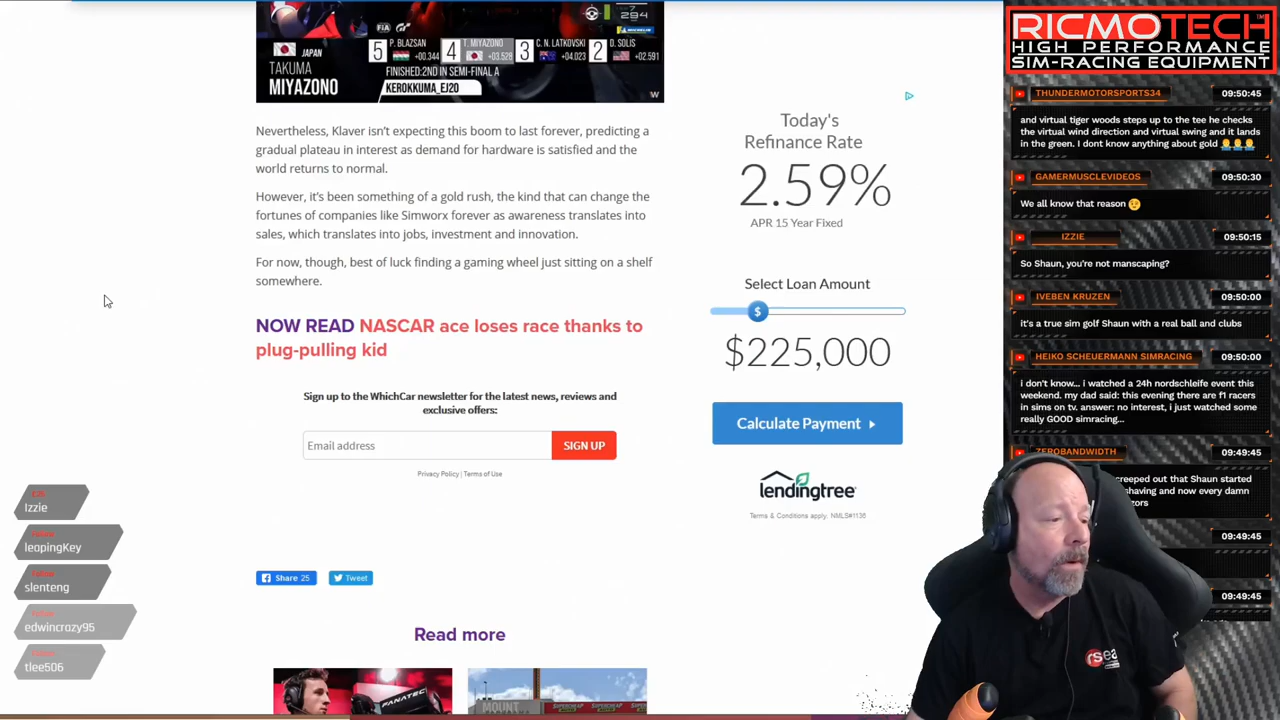 294
FIA GT
JAPAN
TAKUMA
MIYAZONO
5 P. BLAZSAN +00.344
4 T. MIYAZONO +03.528
3 C. N. LATKOVSKI +04.023
2 D. SOLIS +02.591
FINISHED:2ND IN SEMI-FINAL A
KEROKKUMA_EJ20
W
Nevertheless, Klaver isn't expecting this boom to last forever, predicting a
gradual plateau in interest as demand for hardware is satisfied and the
world returns to normal.
However, it's been something of a gold rush, the kind that can change the
fortunes of companies like Simworx forever as awareness translates into
sales, which translates into jobs, investment and innovation.
For now, though, best of luck finding a gaming wheel just sitting on a shelf
somewhere.
NOW READ NASCAR ace loses race thanks to
plug-pulling kid
Sign up to the WhichCar newsletter for the latest news, reviews and
exclusive offers:
Email address
SIGN UP
Privacy Policy | Terms of Use
Share 25
Tweet
Read more
FANATEC
MOUNT
SUPERCHEAP
Today's
Refinance Rate
2.59%
APR 15 Year Fixed
Select Loan Amount
$
$225,000
Calculate Payment
lendingtree
Terms & Conditions apply. NMLS#1136
Izzie
leapingKey
slenteng
edwincrazy95
tlee506
RICMOTECH
HIGH PERFORMANCE
SIM-RACING EQUIPMENT
THUNDERMOTORSPORTS34 09:50:45
and virtual tiger woods steps up to the tee he checks
the virtual wind direction and virtual swing and it lands
in the green. I dont know anything about gold
GAMERMUSCLEVIDEOS 09:50:30
We all know that reason
IZZIE 09:50:15
So Shaun, you're not manscaping?
IVEBEN KRUZEN 09:50:00
it's a true sim golf Shaun with a real ball and clubs
HEIKO SCHEUERMANN SIMRACING 09:50:00
i don't know... i watched a 24h nordschleife event this
weekend. my dad said: this evening there are f1 racers
in sims on tv. answer: no interest, i just watched some
really GOOD simracing...
ZEROBANDWIDTH 09:49:45
creeped out that Shaun started
shaving and now every damn
09:49:45
09:49:45
rsea